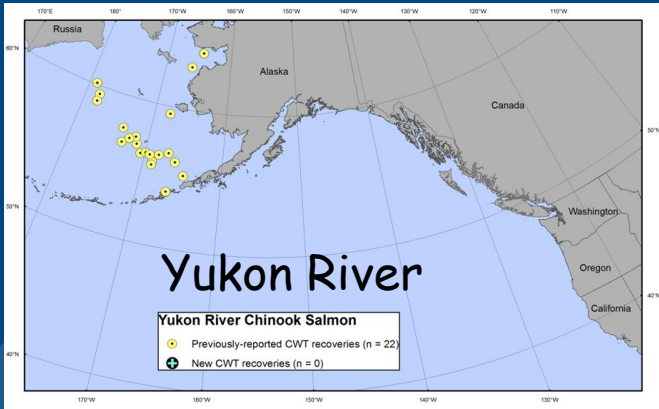 170°E 180° 170°W 160°W 150°W 140°W 130°W 120°W 110°W
Russia
60°N
Alaska
Canada
50°N
Washington
50°N
Yukon River
Oregon
40°N
California
Yukon River Chinook Salmon
Previously-reported CWT recoveries (n = 22)
New CWT recoveries (n = 0)
40°N
170°W 160°W 150°W 140°W 130°W